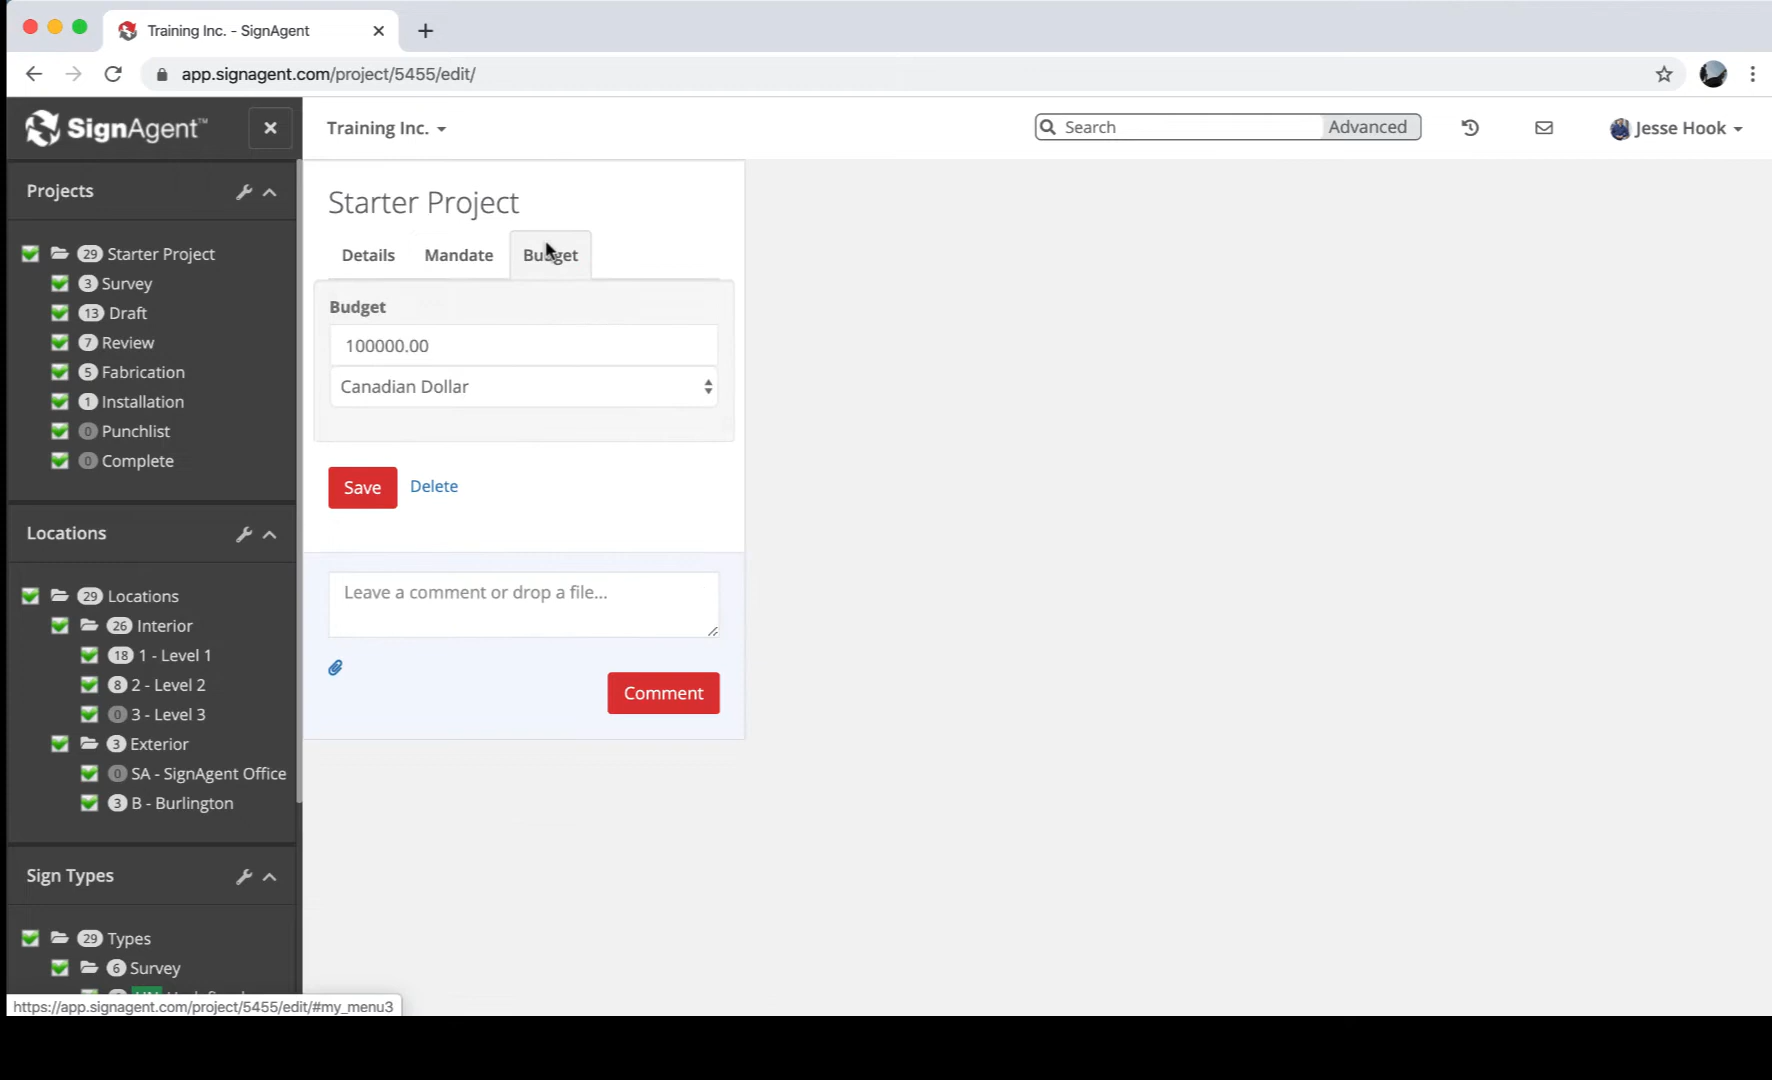 Training Inc. - SignAgent
app.signagent.com/project/5455/edit/
SignAgent™
Training Inc.
Search
Advanced
Jesse Hook
Projects
29 Starter Project
3 Survey
13 Draft
7 Review
5 Fabrication
1 Installation
0 Punchlist
0 Complete
Locations
29 Locations
26 Interior
18 1 - Level 1
8 2 - Level 2
0 3 - Level 3
3 Exterior
0 SA - SignAgent Office
3 B - Burlington
Sign Types
29 Types
6 Survey
Starter Project
Details Mandate Budget
Budget
100000.00
Canadian Dollar
Save Delete
Leave a comment or drop a file...
Comment
https://app.signagent.com/project/5455/edit/#my_menu3